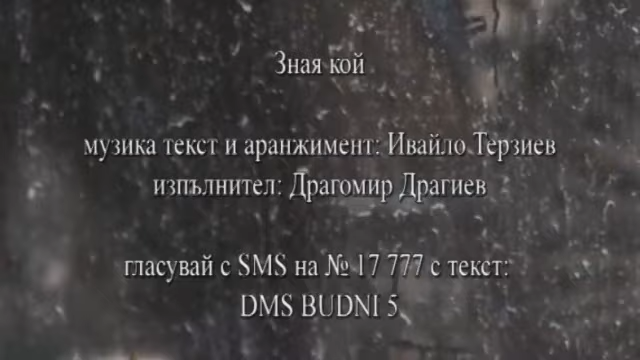 Зная кой
музика текст и аранжимент: Ивайло Терзиев
изпълнител: Драгомир Драгиев
гласувай с SMS на № 17 777 с текст:
DMS BUDNI 5